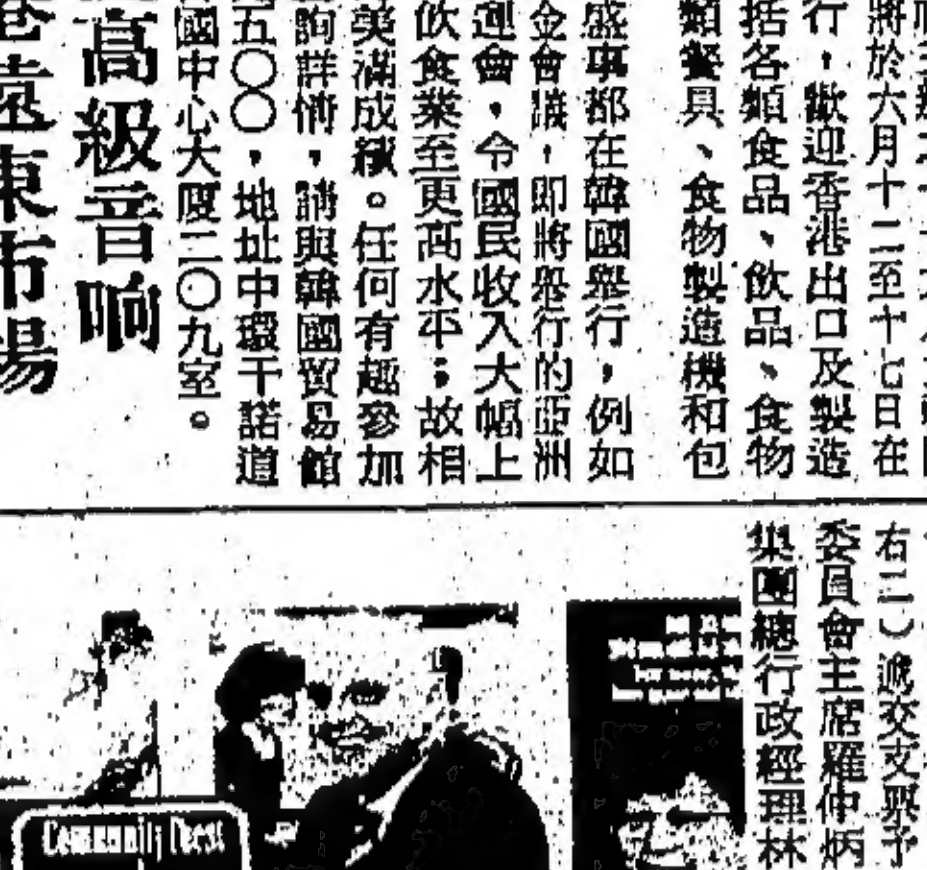 將於六月十二至十七日在
行，歡迎香港出口及製造
括各類食品、飲品、食物
類餐具、食物製造機和包
盛事都在韓國舉行，例如
金會議，即將舉行的亞洲
運會，令國民收入大幅上
飲食業至更高水平；故相
美滿成績。任何有趣參加
詢詳情，請與韓國貿易館
五〇〇，地址中環干諾道
國中心大廈二〇九室。
高級音响
遠東市場
右二）遞交支票予
委員會主席羅仲炳
集團總行政經理林
Community Chest